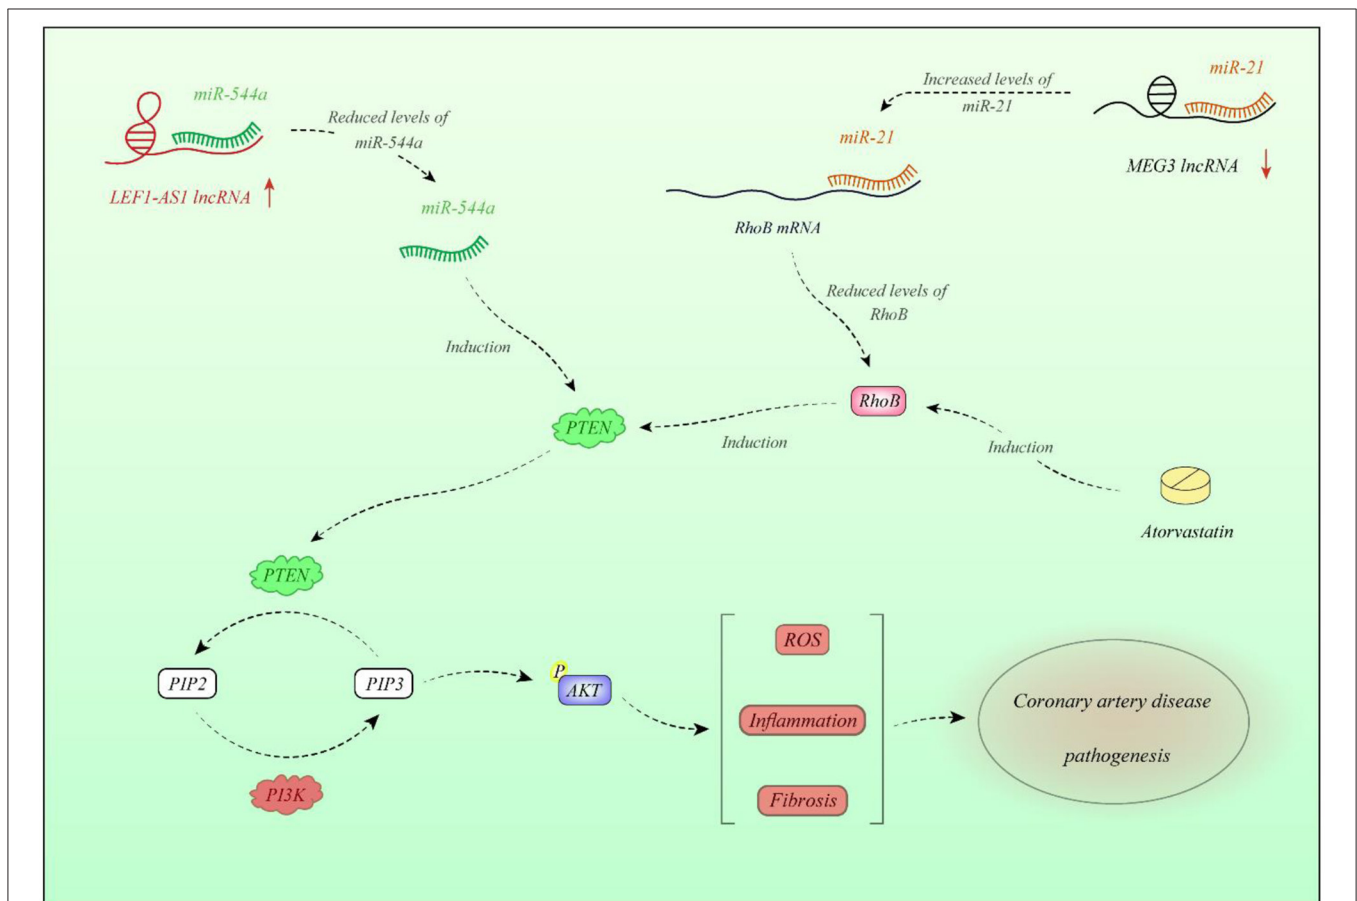 miR-544a
LEF1-AS1 lncRNA
Reduced levels of
miR-544a
miR-544a
Increased levels of
miR-21
miR-21
MEG3 lncRNA
miR-21
RhoB mRNA
Reduced levels of
RhoB
Induction
PTEN
RhoB
Induction
Induction
Atorvastatin
PTEN
PIP2
PIP3
PI3K
P
AKT
ROS
Inflammation
Fibrosis
Coronary artery disease
pathogenesis